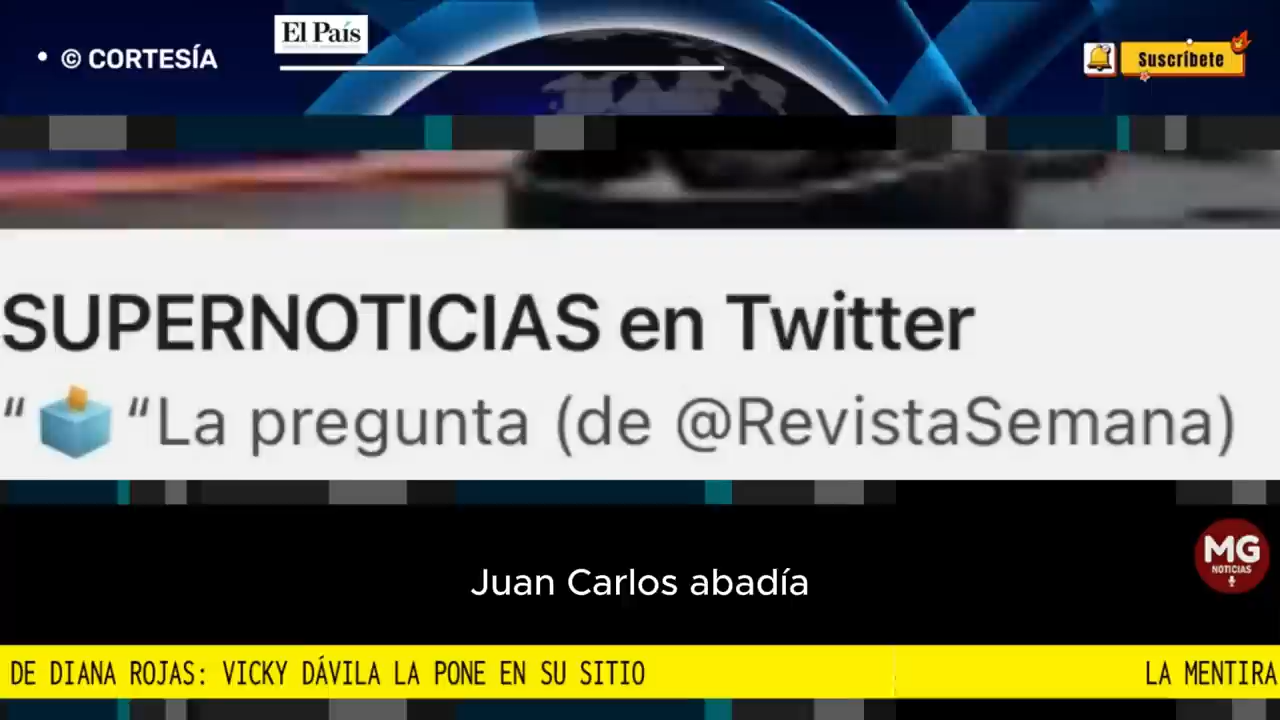 • © CORTESÍA
El País
Suscríbete
SUPERNOTICIAS en Twitter
“🗳️“La pregunta (de @RevistaSemana)
Juan Carlos abadía
MG
NOTICIAS
DE DIANA ROJAS: VICKY DÁVILA LA PONE EN SU SITIO LA MENTIRA